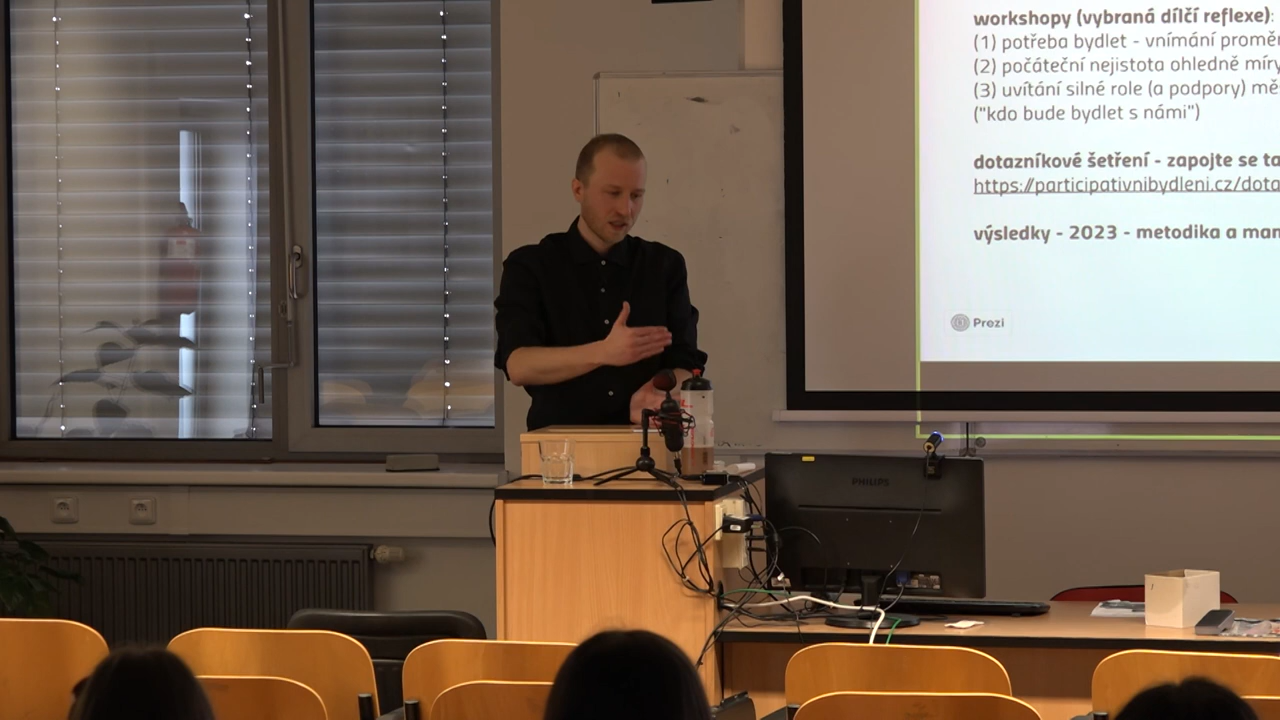 workshopy (vybraná dílčí reflexe):
(1) potřeba bydlet - vnímání promě
(2) počáteční nejistota ohledně míry
(3) uvítání silné role (a podpory) mě
("kdo bude bydlet s námi")
dotazníkové šetření - zapojte se ta
https://participativnibydleni.cz/dota
výsledky - 2023 - metodika a man
Prezi
PHILIPS